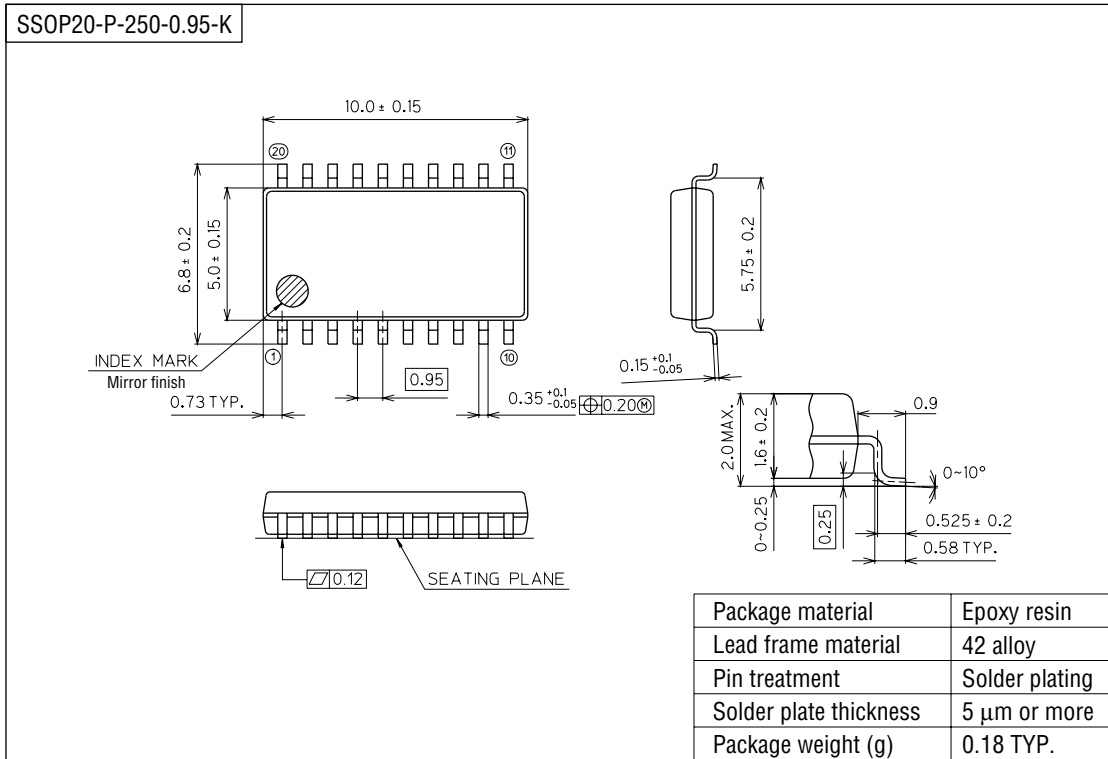 SSOP20-P-250-0.95-K
10.0 ± 0.15
20
11
6.8 ± 0.2
5.0 ± 0.15
5.75 ± 0.2
INDEX MARK
Mirror finish
1
10
0.73 TYP.
0.95
0.35 +0.1 -0.05
0.20 Ⓜ
0.15 +0.1 -0.05
2.0 MAX.
1.6 ± 0.2
0.9
0~10°
0~0.25
0.25
0.525 ± 0.2
0.58 TYP.
0.12
SEATING PLANE
Package material Epoxy resin
Lead frame material 42 alloy
Pin treatment Solder plating
Solder plate thickness 5 µm or more
Package weight (g) 0.18 TYP.